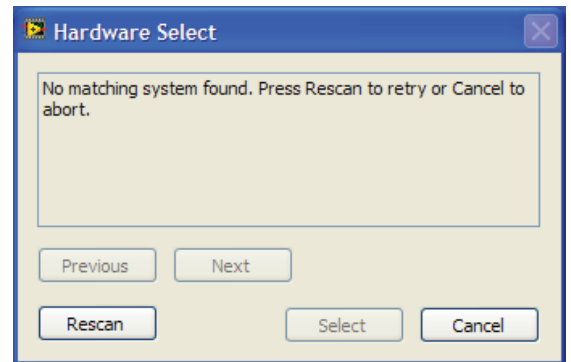 Hardware Select
No matching system found. Press Rescan to retry or Cancel to
abort.
Previous Next
Rescan Select Cancel